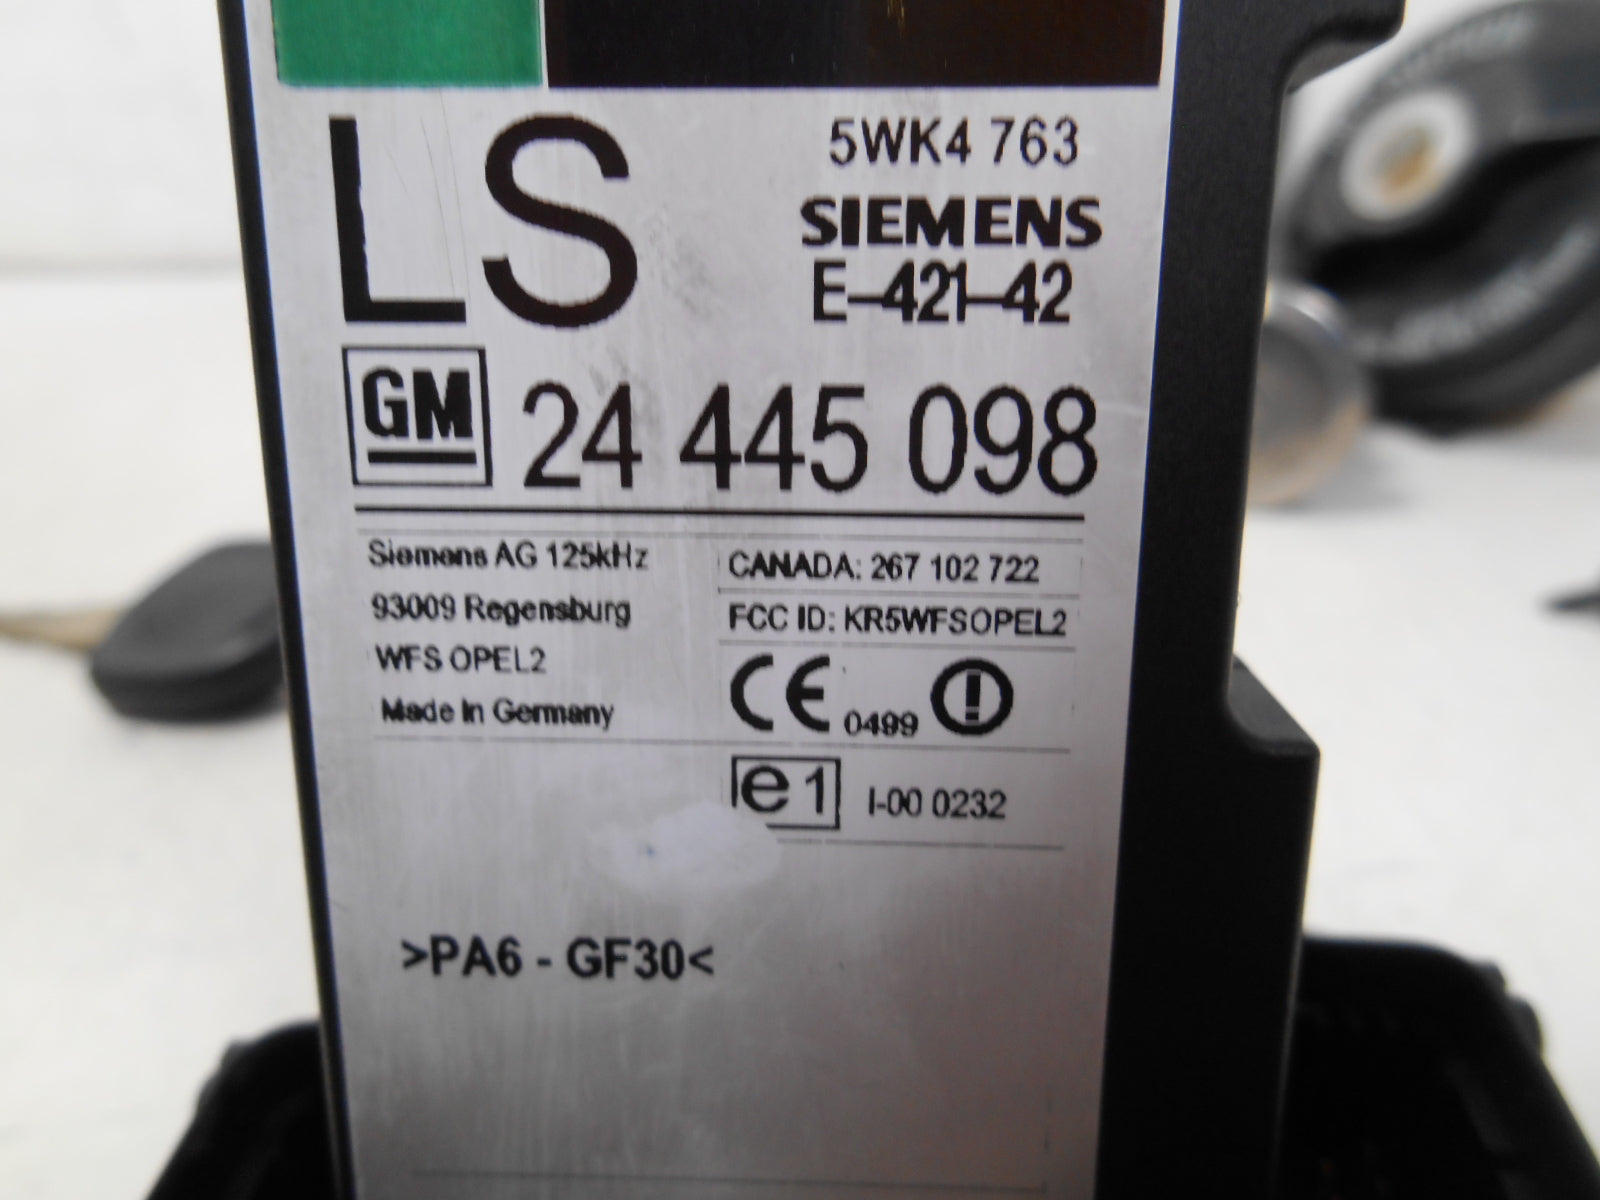 LS
5WK4 763
SIEMENS
E-421-42
GM 24 445 098
Siemens AG 125kHz
93009 Regensburg
WFS OPEL2
Made In Germany
CANADA: 267 102 722
FCC ID: KR5WFSOPEL2
CE 0499
e1 I-00 0232
>PA6 - GF30<